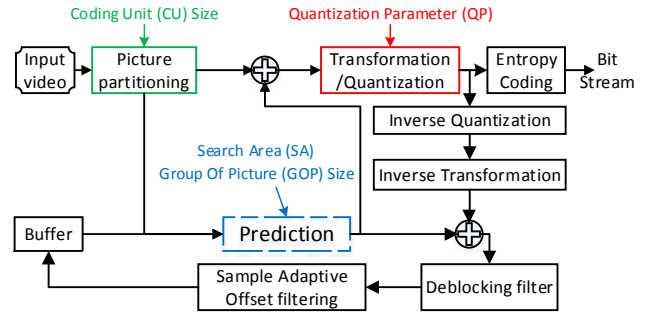 Coding Unit (CU) Size
Quantization Parameter (QP)
Input
video
Picture
partitioning
Transformation
/Quantization
Entropy
Coding
Bit
Stream
Inverse Quantization
Search Area (SA)
Group Of Picture (GOP) Size
Inverse Transformation
Buffer
Prediction
Sample Adaptive
Offset filtering
Deblocking filter